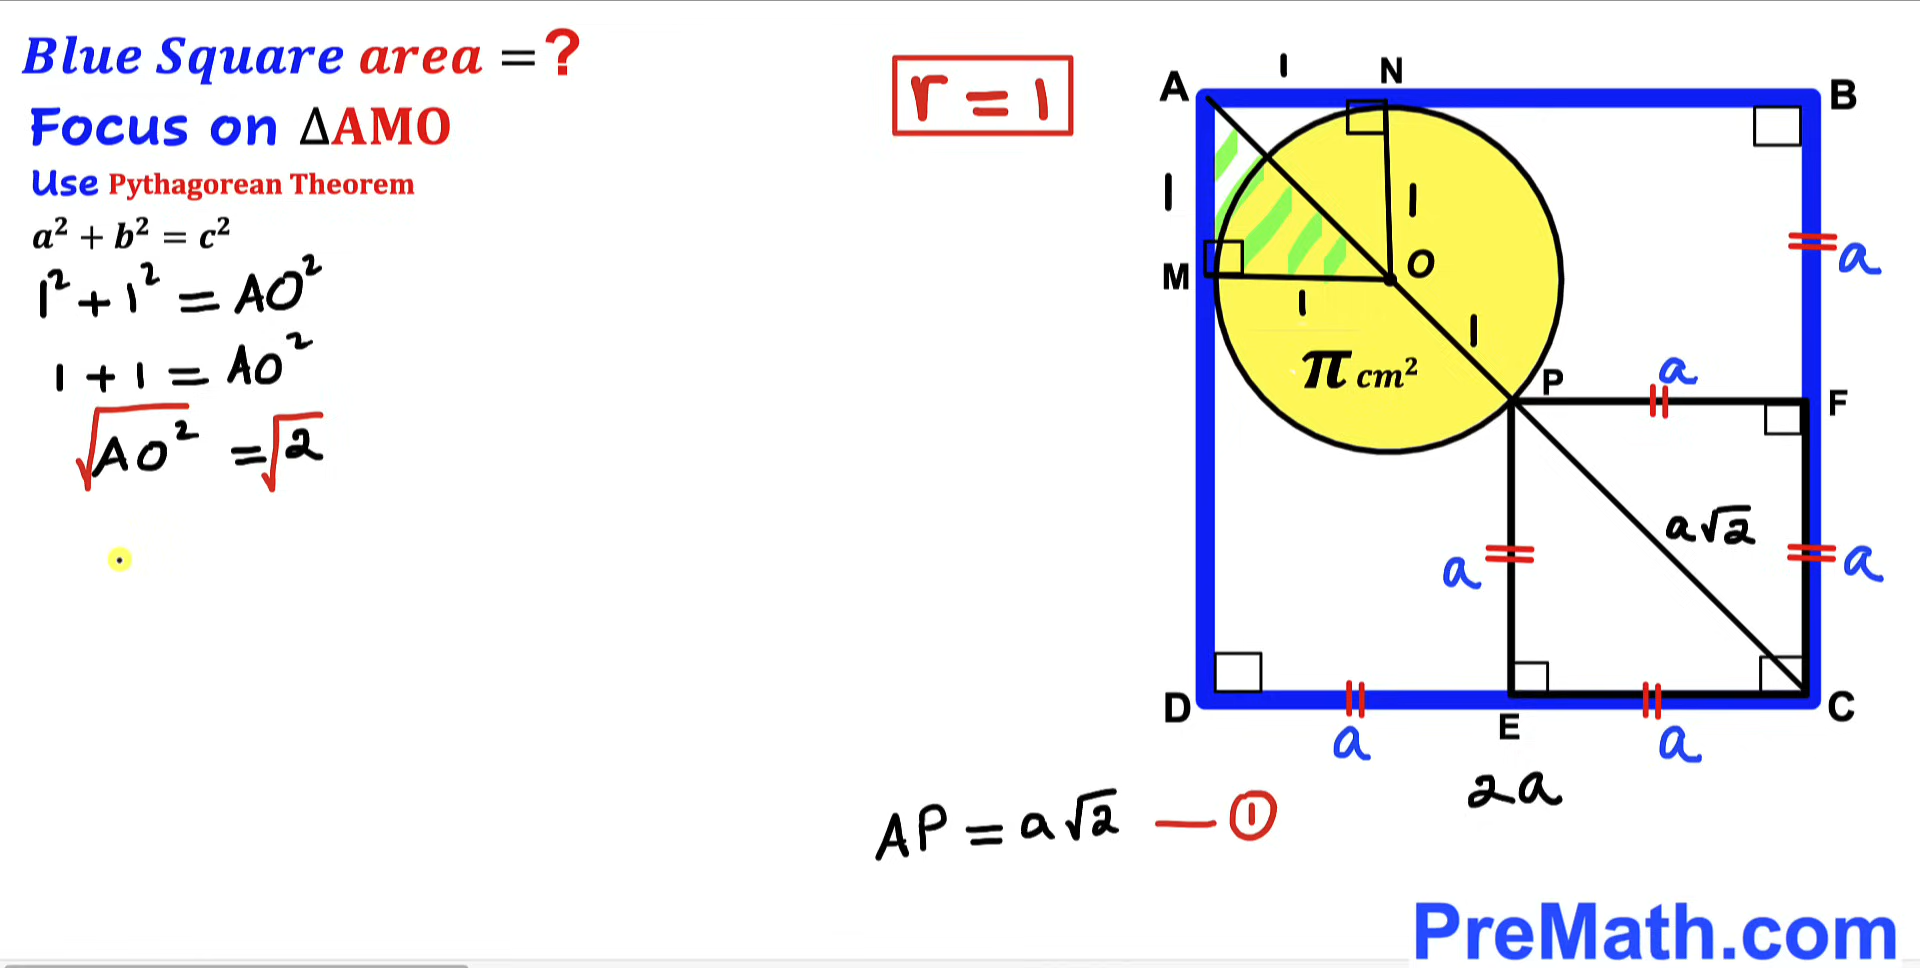 Blue Square area = ?
Focus on ΔAMO
Use Pythagorean Theorem
a² + b² = c²
1² + 1² = AO²
1 + 1 = AO²
√AO² = √2
r = 1
A
1
N
B
1
1
M
O
1
1
a
π cm²
P
a
F
a√2
a
a
D
E
C
a
a
2a
AP = a√2 — ①
PreMath.com